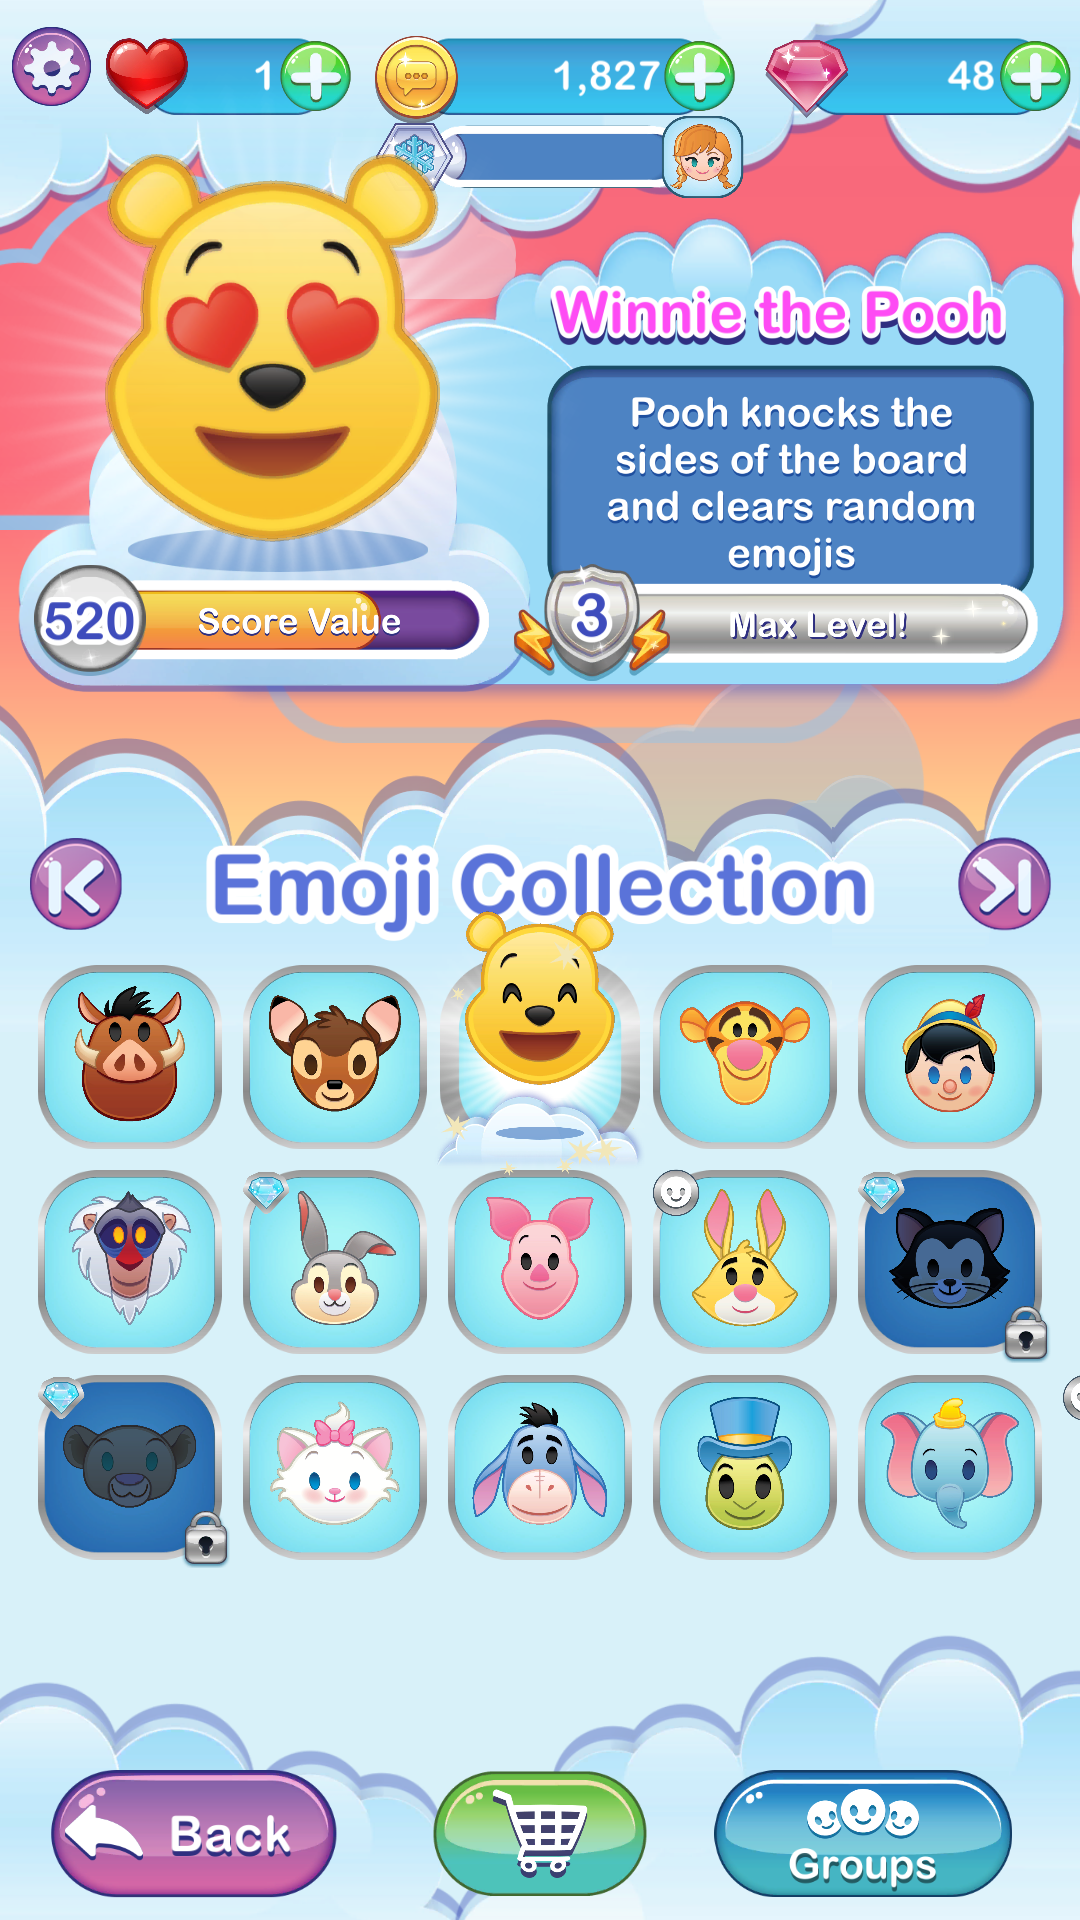 1
1,827
48
Winnie the Pooh
Pooh knocks the
sides of the board
and clears random
emojis
520
Score Value
3
Max Level!
Emoji Collection
Back
Groups